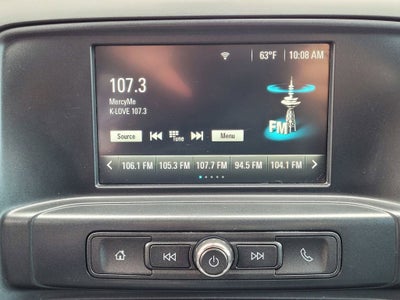 63°F 10:08 AM
107.3
MercyMe
K-LOVE 107.3
FM
Source Tune Menu
106.1 FM 105.3 FM 107.7 FM 94.5 FM 104.1 FM